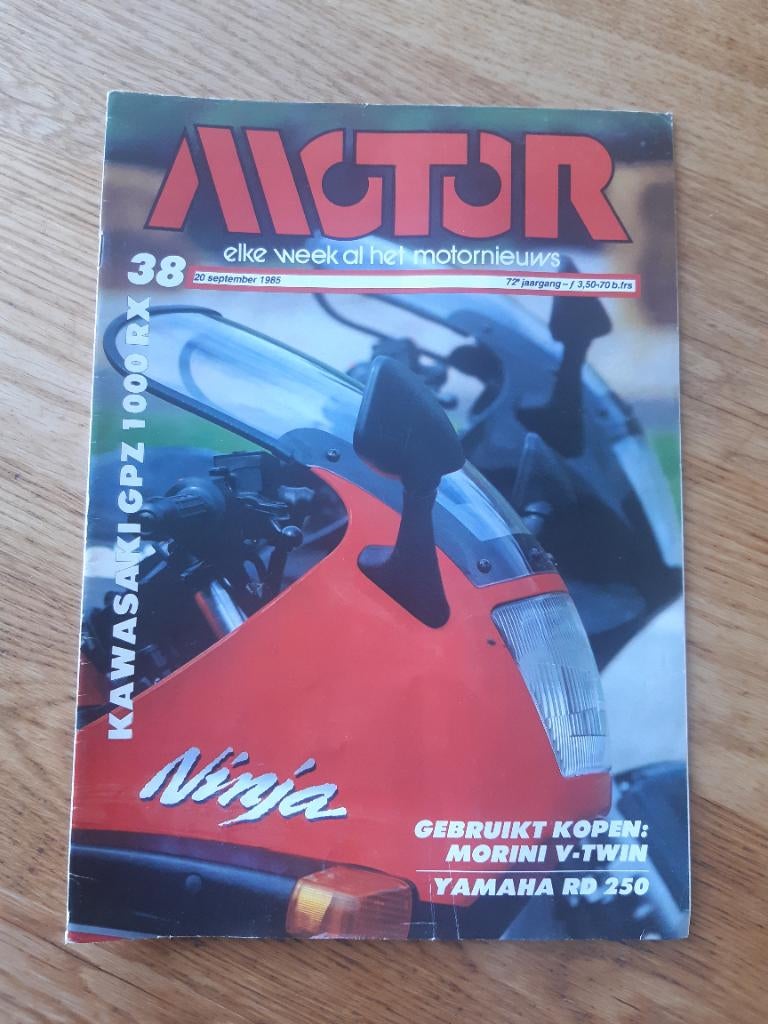 MOTOR
elke week al het motornieuws
38
20 september 1985 72e jaargang – ƒ 3,50-70 b.frs
KAWASAKI GPZ 1000 RX
Ninja
GEBRUIKT KOPEN:
MORINI V-TWIN
YAMAHA RD 250